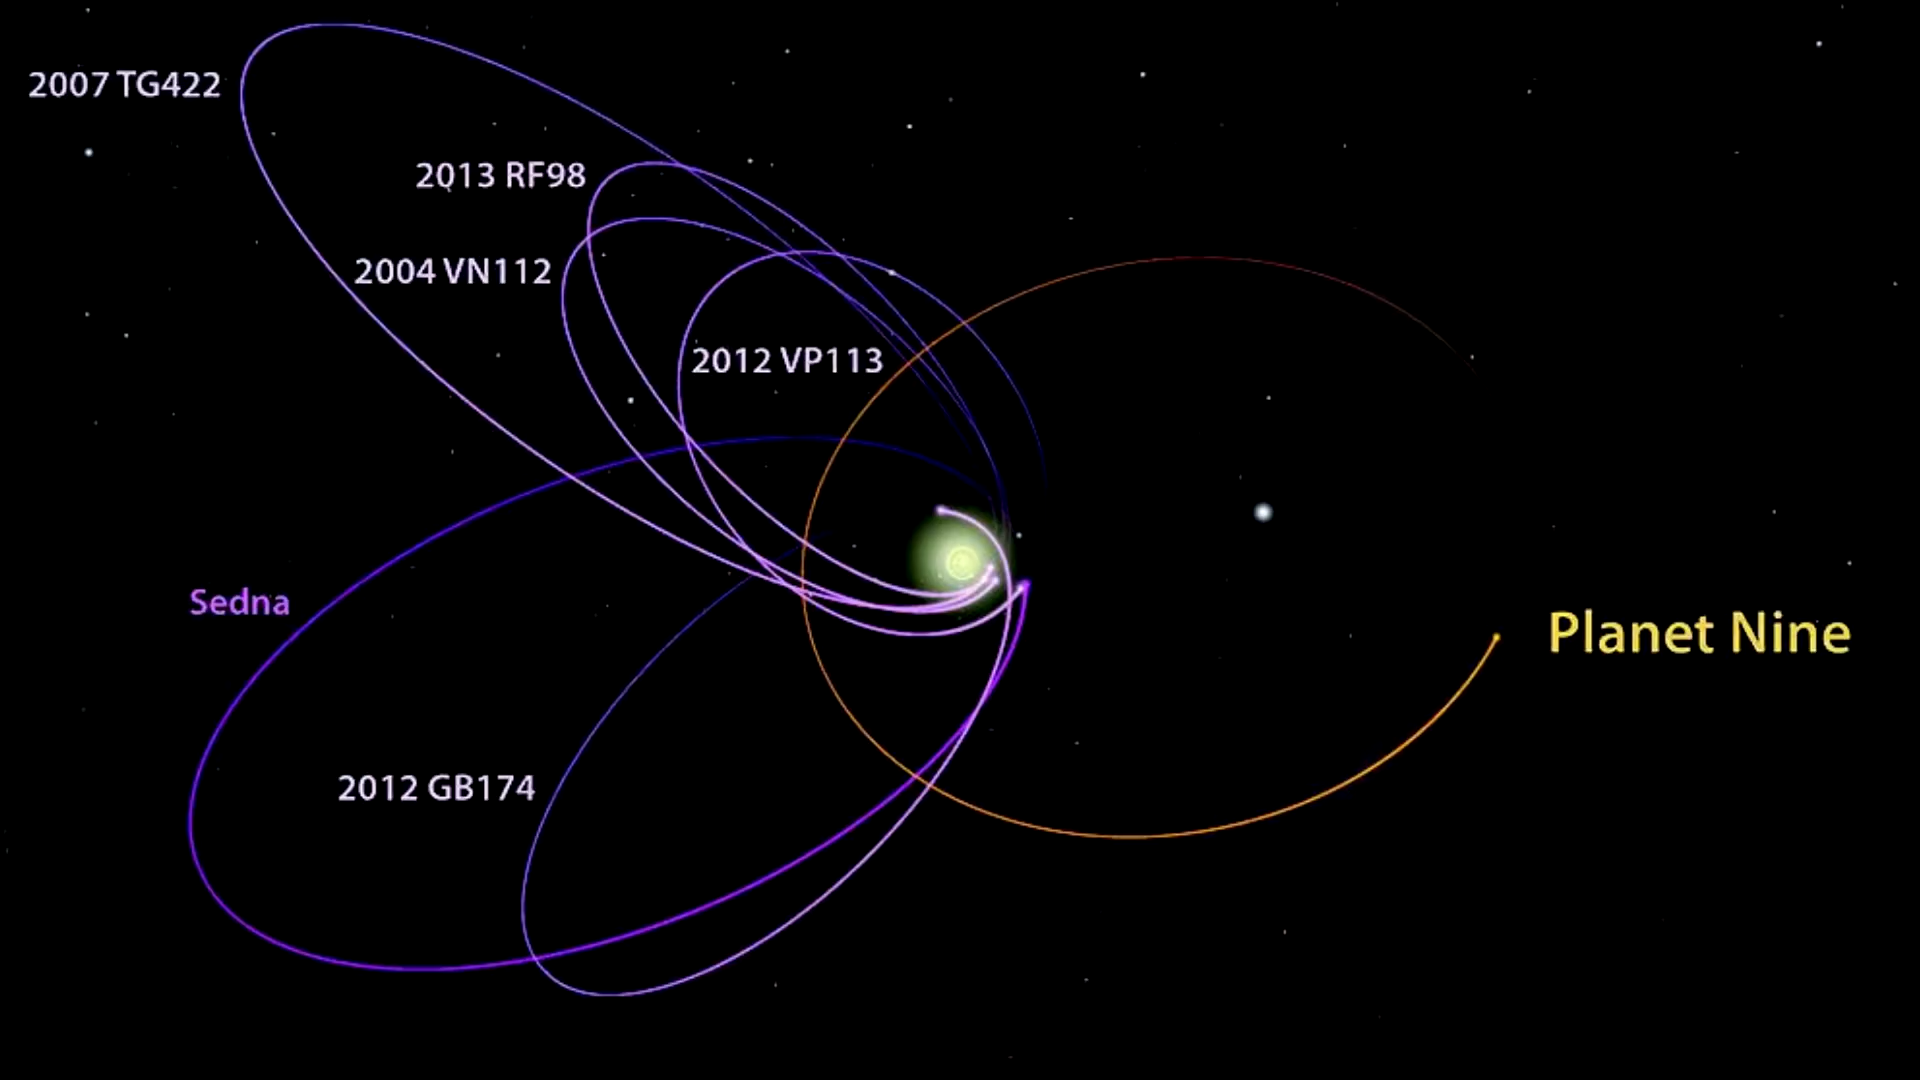 2007 TG422
2013 RF98
2004 VN112
2012 VP113
Sedna
Planet Nine
2012 GB174